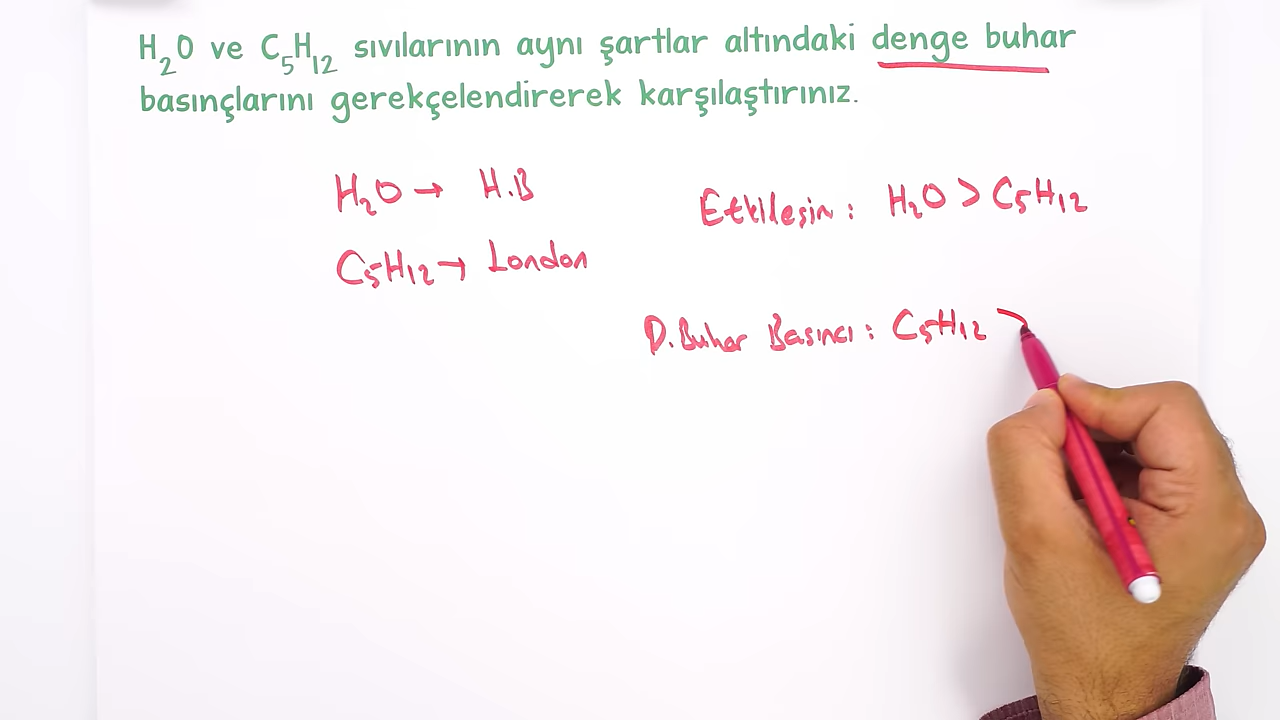 H₂O ve C₅H₁₂ sıvılarının aynı şartlar altındaki denge buhar
basınçlarını gerekçelendirerek karşılaştırınız.
H₂O → H.B
Etkileşim : H₂O > C₅H₁₂
C₅H₁₂ → London
D. Buhar Basıncı : C₅H₁₂